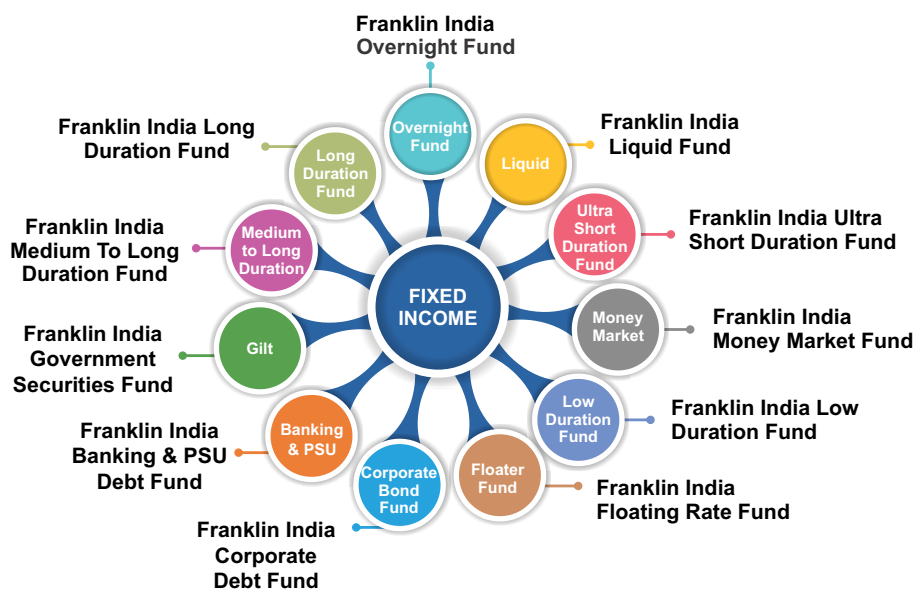 Franklin India
Overnight Fund
Overnight
Fund
Franklin India
Liquid Fund
Liquid
Franklin India Ultra
Short Duration Fund
Ultra
Short
Duration
Fund
Franklin India
Money Market Fund
Money
Market
Franklin India Low
Duration Fund
Low
Duration
Fund
Franklin India
Floating Rate Fund
Floater
Fund
Franklin India
Corporate
Debt Fund
Corporate
Bond
Fund
Franklin India
Banking & PSU
Debt Fund
Banking
& PSU
Franklin India
Government
Securities Fund
Gilt
Franklin India
Medium To Long
Duration Fund
Medium
to Long
Duration
Franklin India Long
Duration Fund
Long
Duration
Fund
FIXED
INCOME